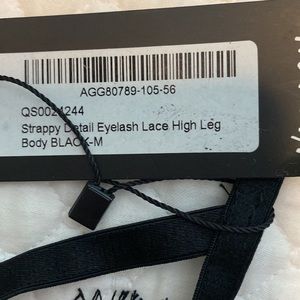 AGG80789-105-56
QS0024244
Strappy Detail Eyelash Lace High Leg
Body BLACK-M